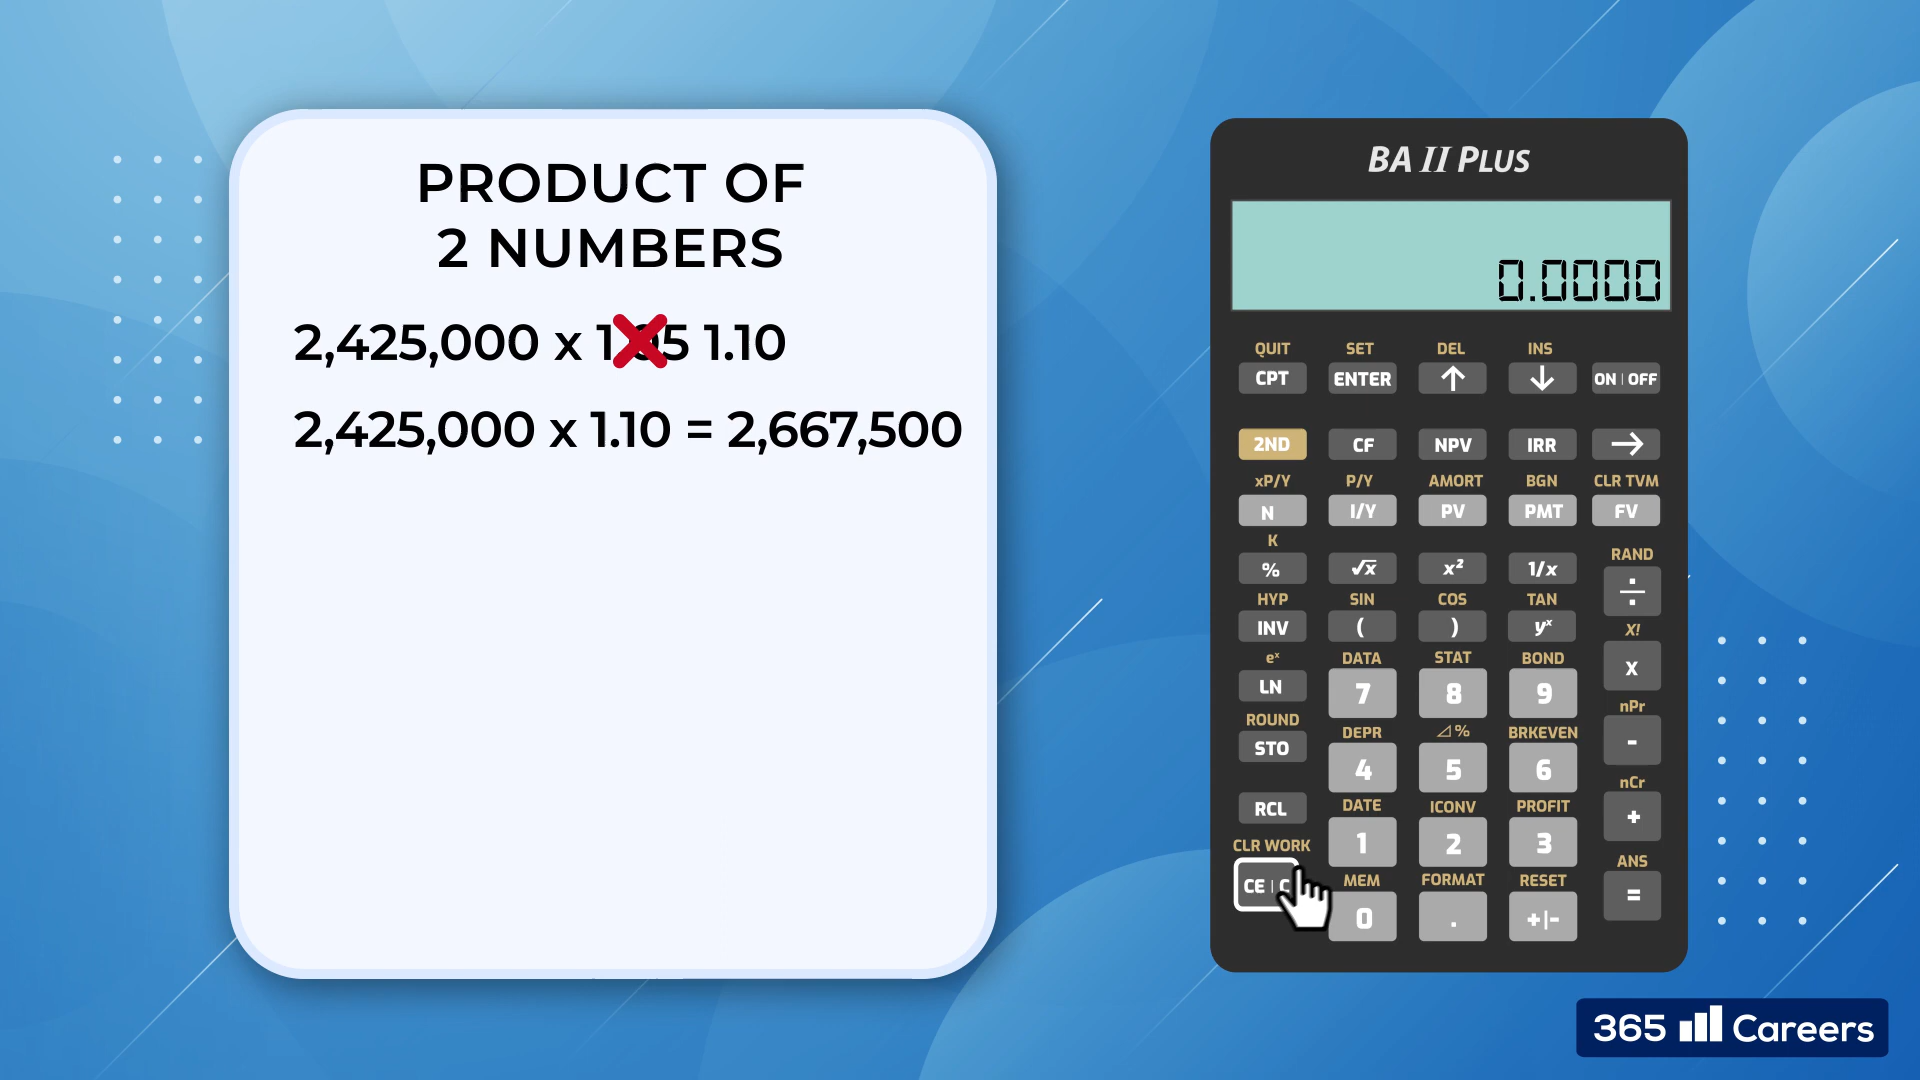 PRODUCT OF
2 NUMBERS
2,425,000 x 1.05 1.10
2,425,000 x 1.10 = 2,667,500
BA II PLUS
0.0000
QUIT SET DEL INS
CPT ENTER ↑ ↓ ON | OFF
2ND CF NPV IRR →
xP/Y P/Y AMORT BGN CLR TVM
N I/Y PV PMT FV
K RAND
% √x x² 1/x ÷
HYP SIN COS TAN X!
INV ( ) yˣ x
eˣ DATA STAT BOND
LN 7 8 9
ROUND DEPR ⊿% BRKEVEN nPr
STO 4 5 6 -
RCL DATE ICONV PROFIT nCr
1 2 3 +
CLR WORK MEM FORMAT RESET ANS
CE | C 0 . +|- =
365 Careers